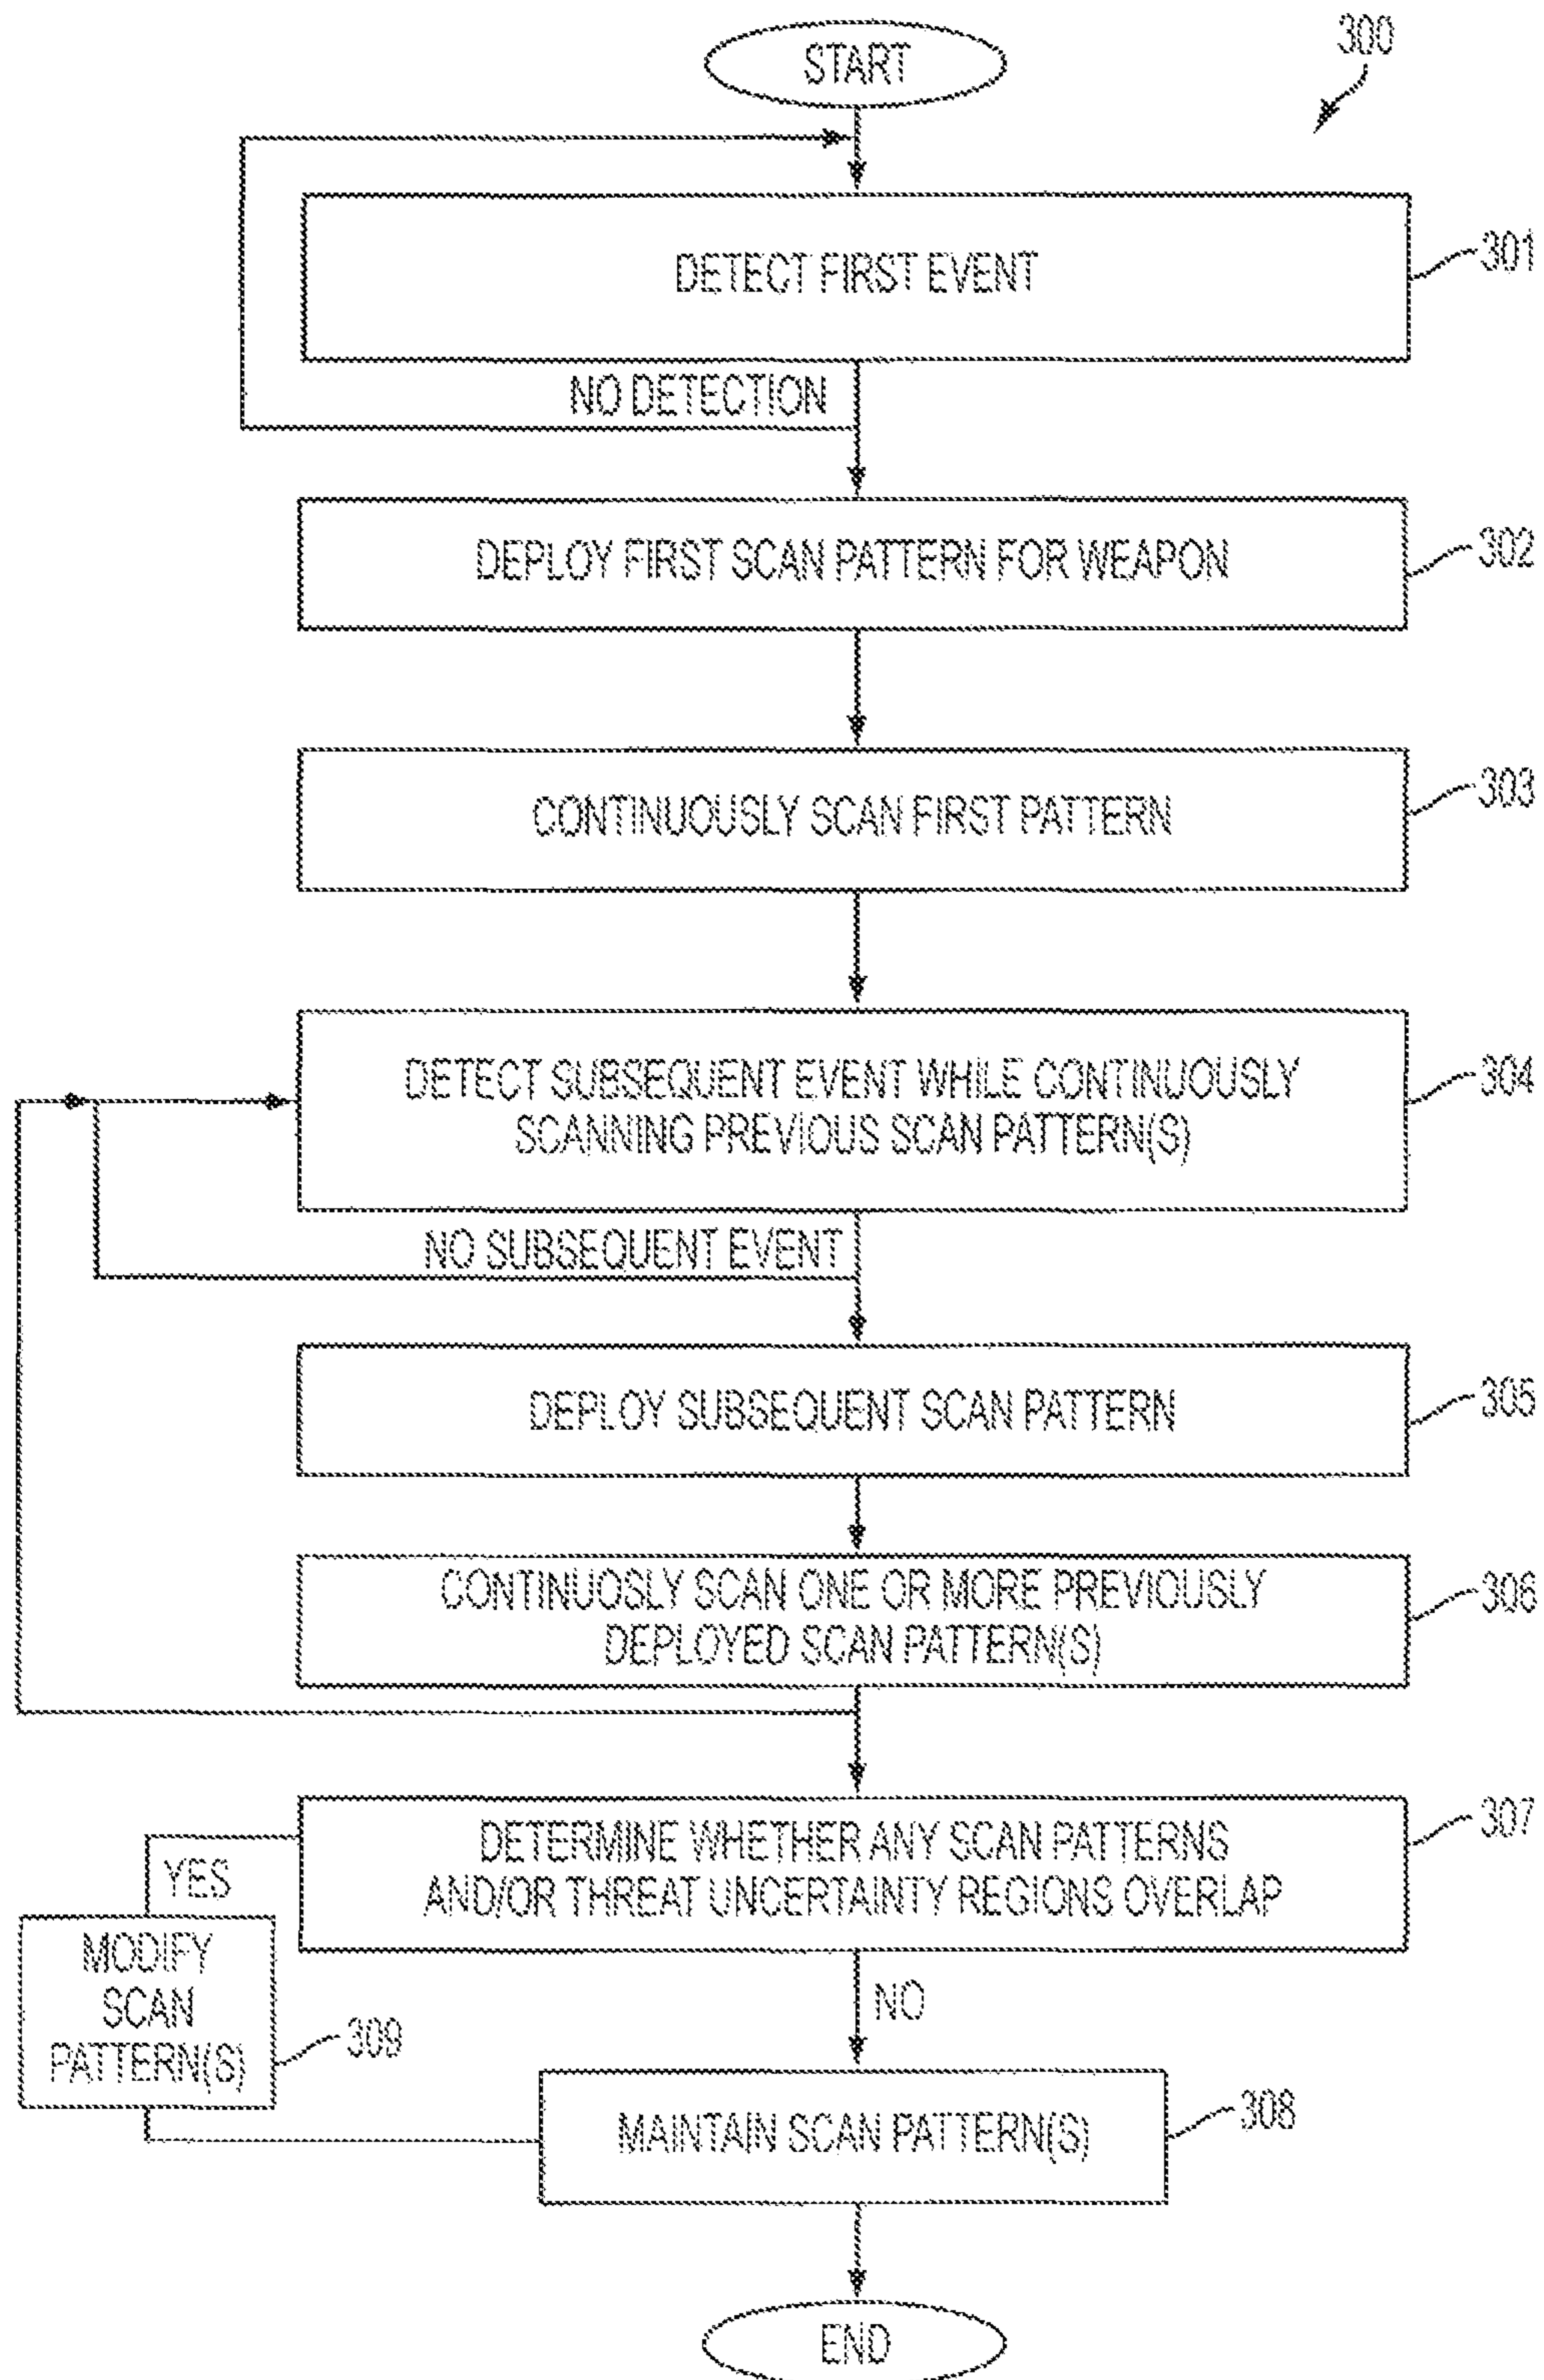 START
300
DETECT FIRST EVENT
301
NO DETECTION
DEPLOY FIRST SCAN PATTERN FOR WEAPON
302
CONTINUOUSLY SCAN FIRST PATTERN
303
DETECT SUBSEQUENT EVENT WHILE CONTINUOUSLY
SCANNING PREVIOUS SCAN PATTERN(S)
304
NO SUBSEQUENT EVENT
DEPLOY SUBSEQUENT SCAN PATTERN
305
CONTINUOSLY SCAN ONE OR MORE PREVIOUSLY
DEPLOYED SCAN PATTERN(S)
306
DETERMINE WHETHER ANY SCAN PATTERNS
AND/OR THREAT UNCERTAINTY REGIONS OVERLAP
307
YES
MODIFY
SCAN
PATTERN(S)
309
NO
MAINTAIN SCAN PATTERN(S)
308
END